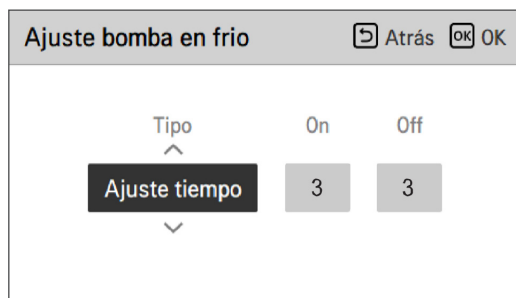 Ajuste bomba en frio Atrás OK OK
Tipo On Off
Ajuste tiempo 3 3